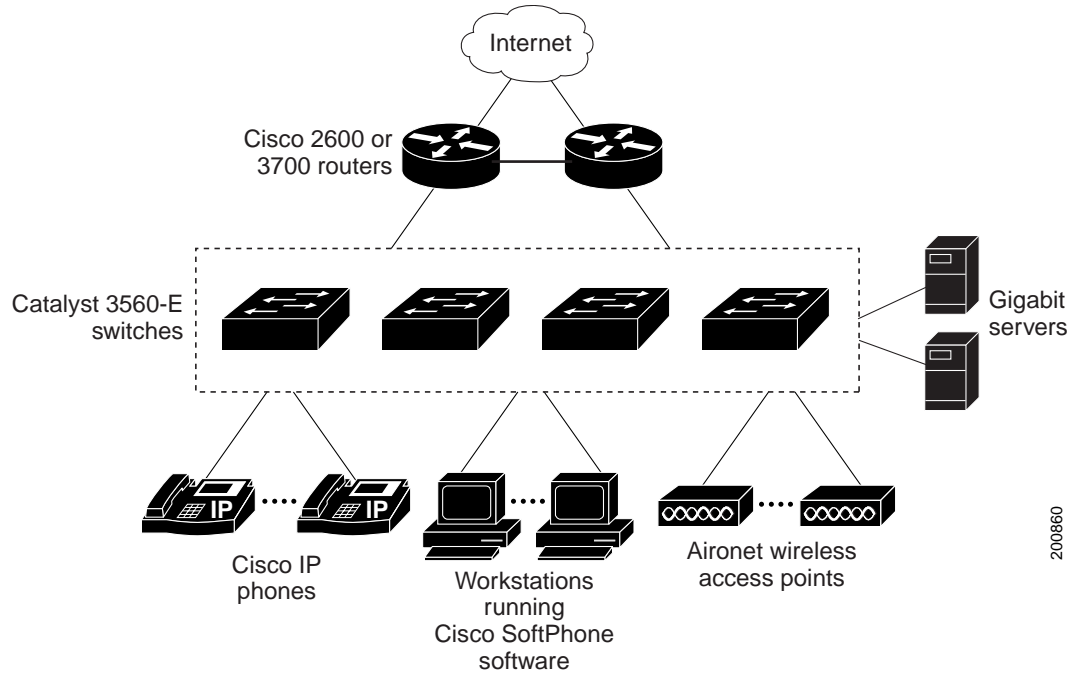 Internet
Cisco 2600 or
3700 routers
Catalyst 3560-E
switches
Gigabit
servers
IP
IP
Cisco IP
phones
Workstations
running
Cisco SoftPhone
software
Aironet wireless
access points
200860